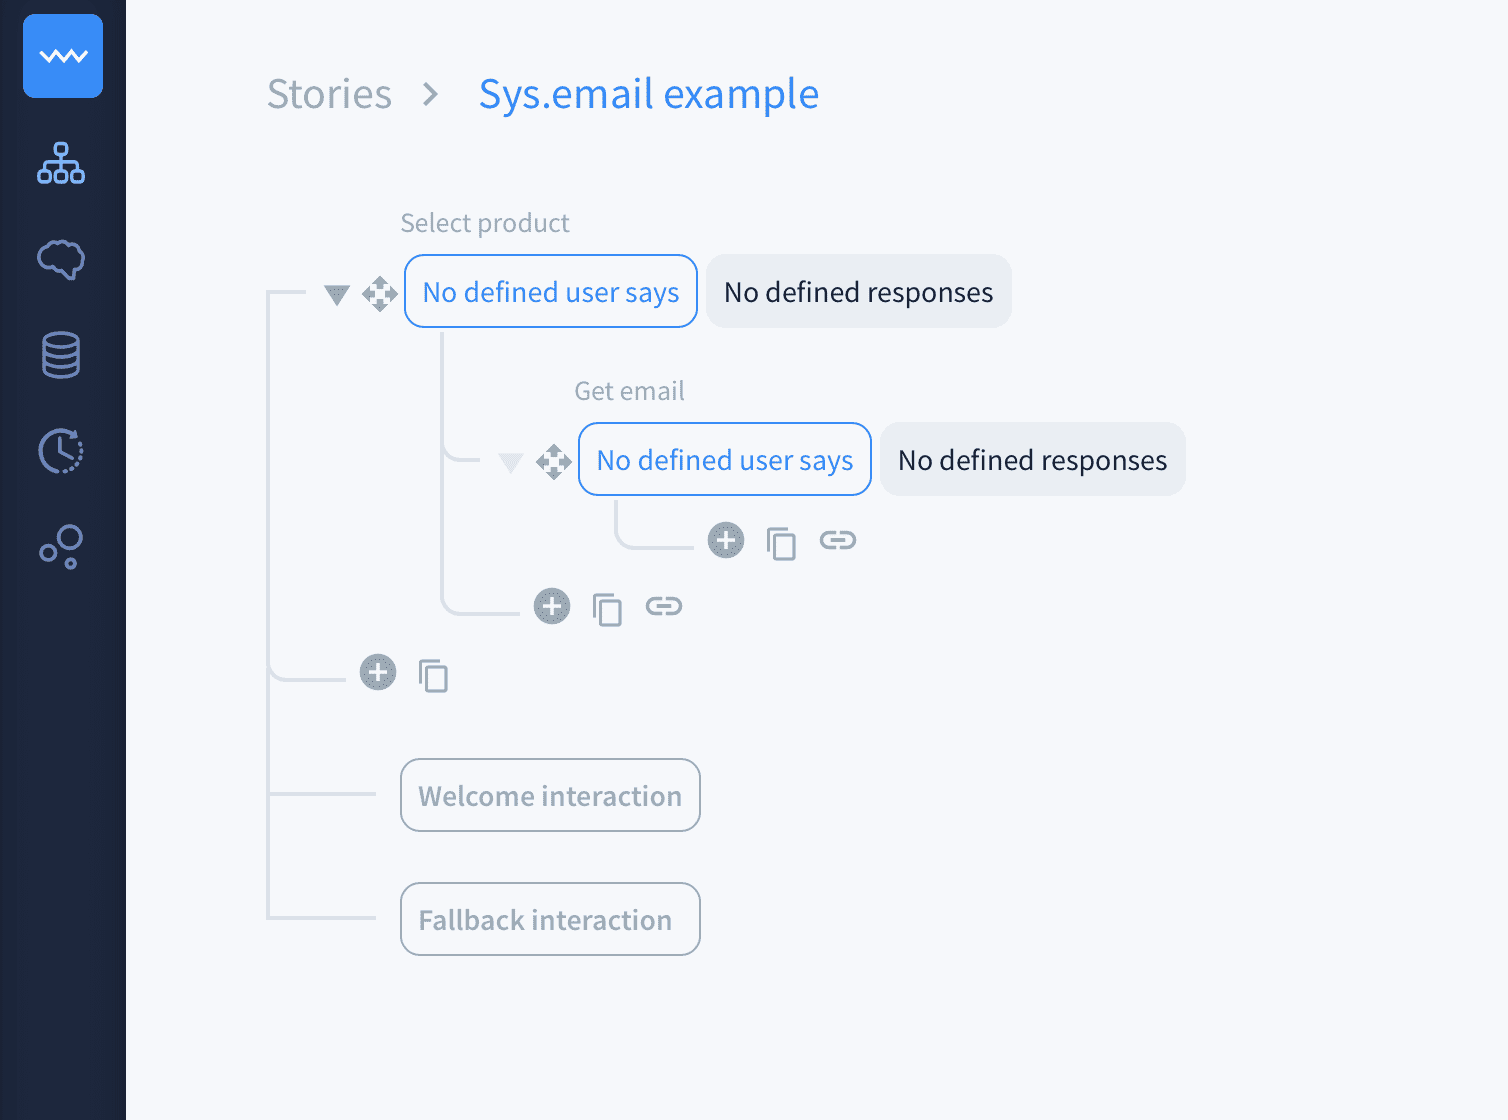 Stories
Sys.email example
Select product
No defined user says
No defined responses
Get email
No defined user says
No defined responses
Welcome interaction
Fallback interaction